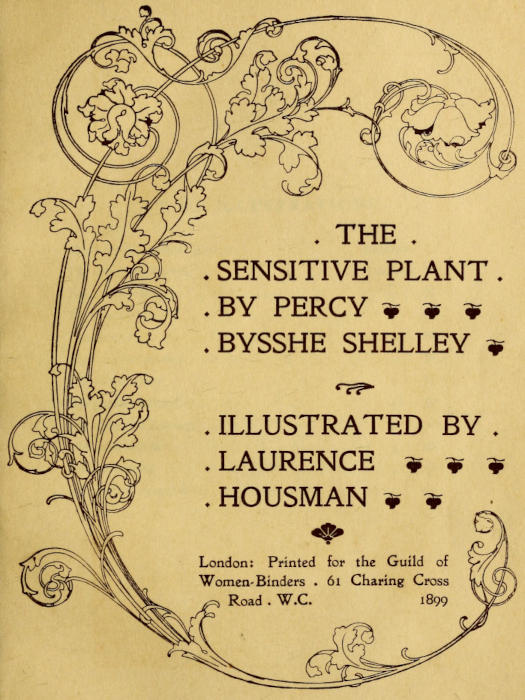 . THE .
. SENSITIVE PLANT .
. BY PERCY
. BYSSHE SHELLEY
. ILLUSTRATED BY .
. LAURENCE
. HOUSMAN
London: Printed for the Guild of
Women-Binders . 61 Charing Cross
Road . W.C. 1899